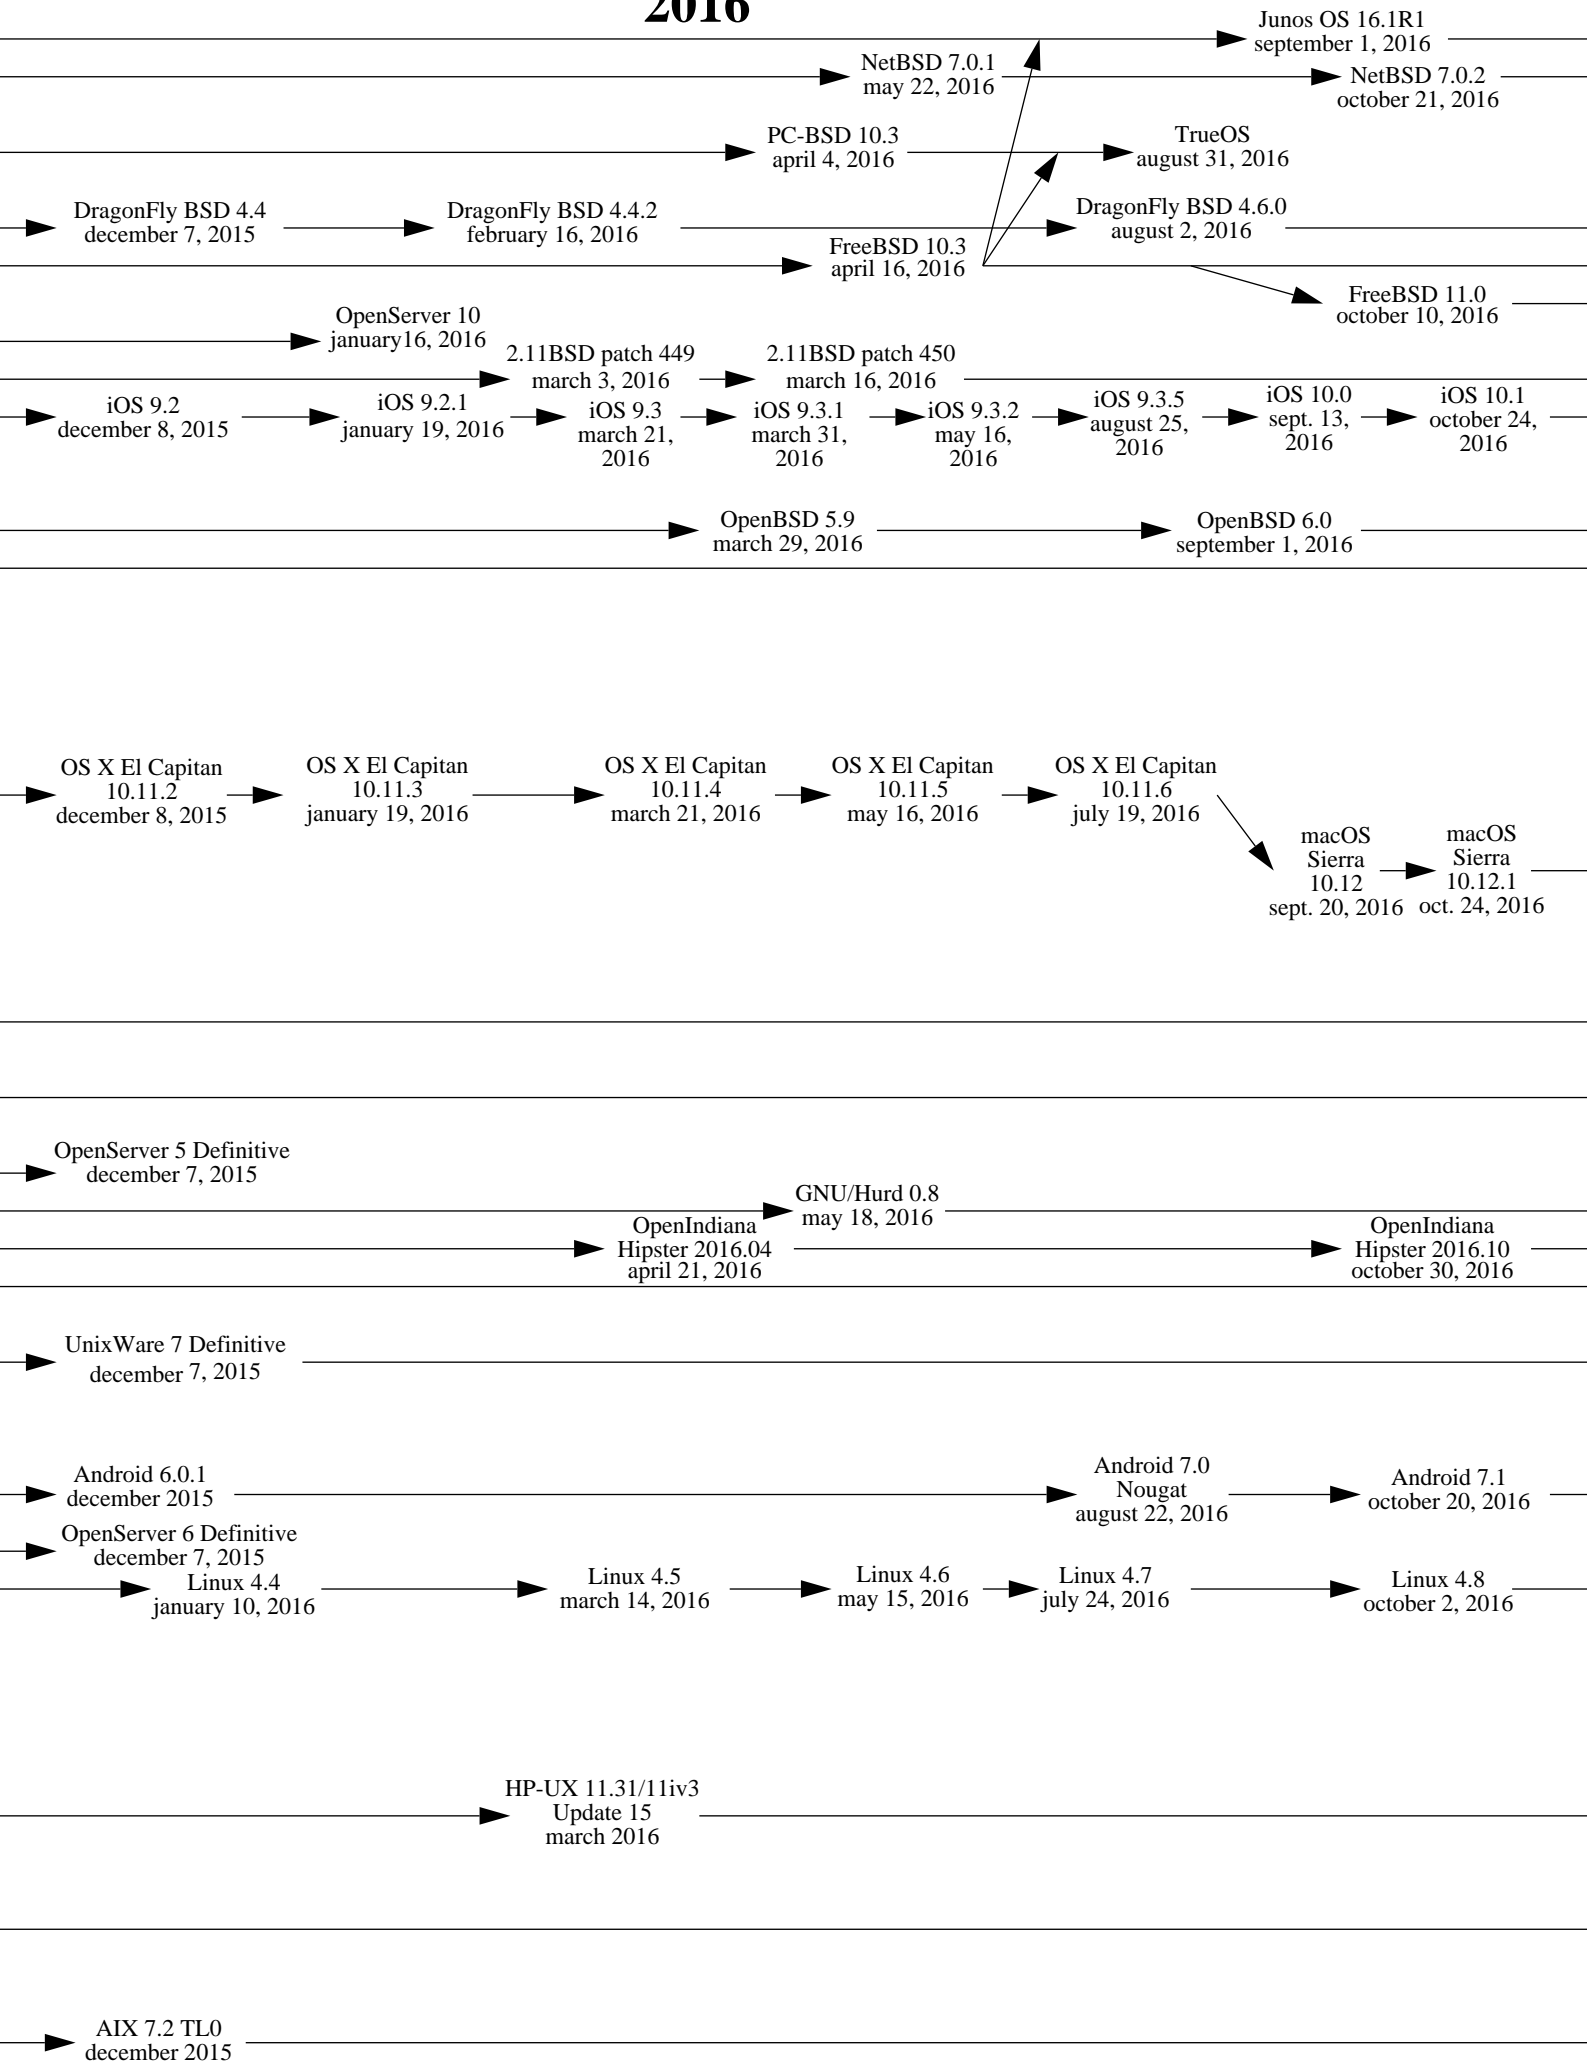 2016
Junos OS 16.1R1
september 1, 2016
NetBSD 7.0.1
may 22, 2016
NetBSD 7.0.2
october 21, 2016
PC-BSD 10.3
april 4, 2016
TrueOS
august 31, 2016
DragonFly BSD 4.4
december 7, 2015
DragonFly BSD 4.4.2
february 16, 2016
DragonFly BSD 4.6.0
august 2, 2016
FreeBSD 10.3
april 16, 2016
FreeBSD 11.0
october 10, 2016
OpenServer 10
january16, 2016
2.11BSD patch 449
march 3, 2016
2.11BSD patch 450
march 16, 2016
iOS 9.2
december 8, 2015
iOS 9.2.1
january 19, 2016
iOS 9.3
march 21,
2016
iOS 9.3.1
march 31,
2016
iOS 9.3.2
may 16,
2016
iOS 9.3.5
august 25,
2016
iOS 10.0
sept. 13,
2016
iOS 10.1
october 24,
2016
OpenBSD 5.9
march 29, 2016
OpenBSD 6.0
september 1, 2016
OS X El Capitan
10.11.2
december 8, 2015
OS X El Capitan
10.11.3
january 19, 2016
OS X El Capitan
10.11.4
march 21, 2016
OS X El Capitan
10.11.5
may 16, 2016
OS X El Capitan
10.11.6
july 19, 2016
macOS
Sierra
10.12
sept. 20, 2016
macOS
Sierra
10.12.1
oct. 24, 2016
OpenServer 5 Definitive
december 7, 2015
GNU/Hurd 0.8
may 18, 2016
OpenIndiana
Hipster 2016.04
april 21, 2016
OpenIndiana
Hipster 2016.10
october 30, 2016
UnixWare 7 Definitive
december 7, 2015
Android 6.0.1
december 2015
Android 7.0
Nougat
august 22, 2016
Android 7.1
october 20, 2016
OpenServer 6 Definitive
december 7, 2015
Linux 4.4
january 10, 2016
Linux 4.5
march 14, 2016
Linux 4.6
may 15, 2016
Linux 4.7
july 24, 2016
Linux 4.8
october 2, 2016
HP-UX 11.31/11iv3
Update 15
march 2016
AIX 7.2 TL0
december 2015